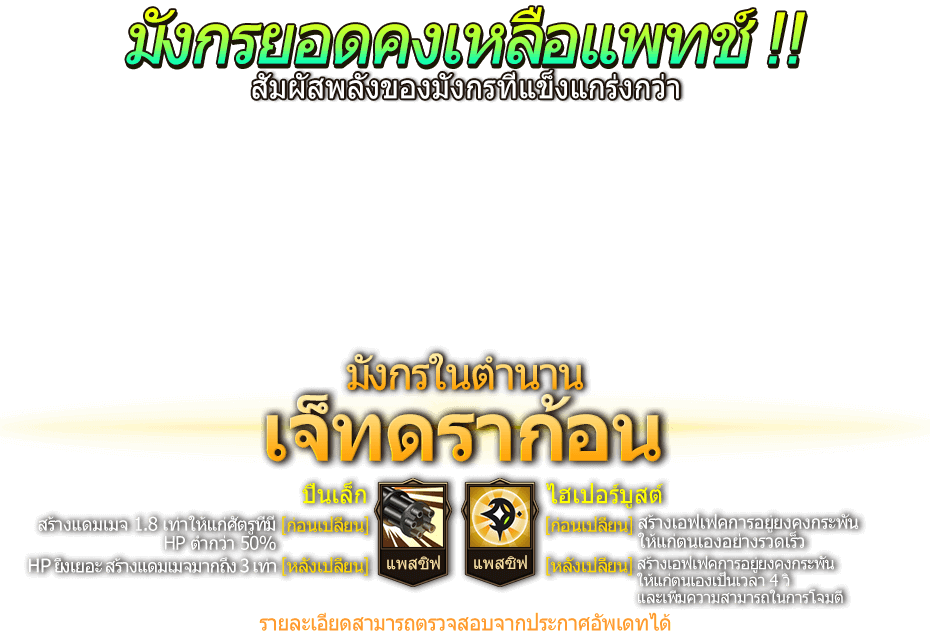 มังกรยอดคงเหลือแพทช์ !!
สัมผัสพลังของมังกรที่แข็งแกร่งกว่า
มังกรในตำนาน
เจ็ทดราก้อน
ปืนเล็ก
สร้างแดมเมจ 1.8 เท่าให้แก่ศัตรูที่มี
HP ต่ำกว่า 50%
[ก่อนเปลี่ยน]
HP ยิ่งเยอะ สร้างแดมเมจมากถึง 3 เท่า [หลังเปลี่ยน]
แพสซิฟ
แพสซิฟ
ไฮเปอร์บูสต์
[ก่อนเปลี่ยน] สร้างเอฟเฟคการอยู่ยงคงกระพัน
ให้แก่ตนเองอย่างรวดเร็ว
[หลังเปลี่ยน] สร้างเอฟเฟคการอยู่ยงคงกระพัน
ให้แก่ตนเองเป็นเวลา 4 วิ
และเพิ่มความสามารถในการโจมตี
รายละเอียดสามารถตรวจสอบจากประกาศอัพเดทได้